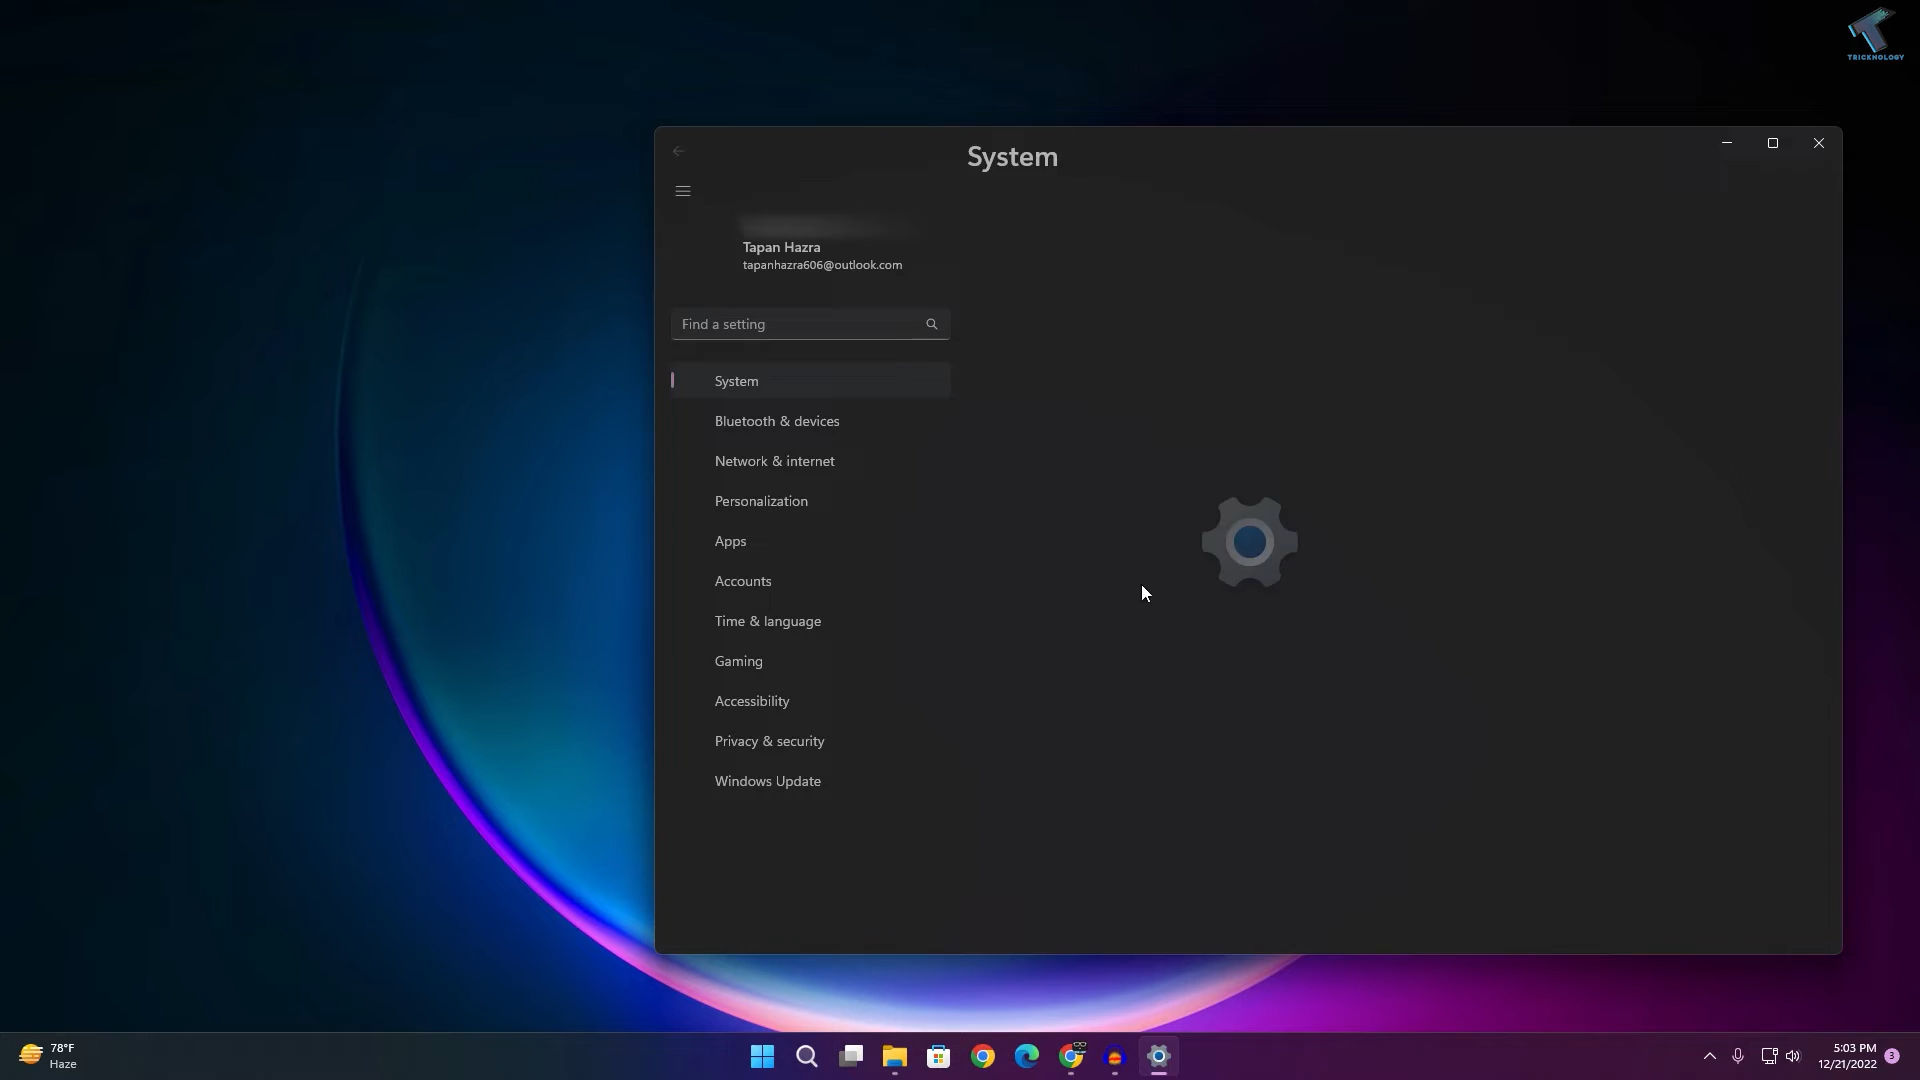 TRICKNOLOGY
System
Tapan Hazra
tapanhazra606@outlook.com
Find a setting
System
Bluetooth & devices
Network & internet
Personalization
Apps
Accounts
Time & language
Gaming
Accessibility
Privacy & security
Windows Update
78°F
Haze
5:03 PM
12/21/2022
3